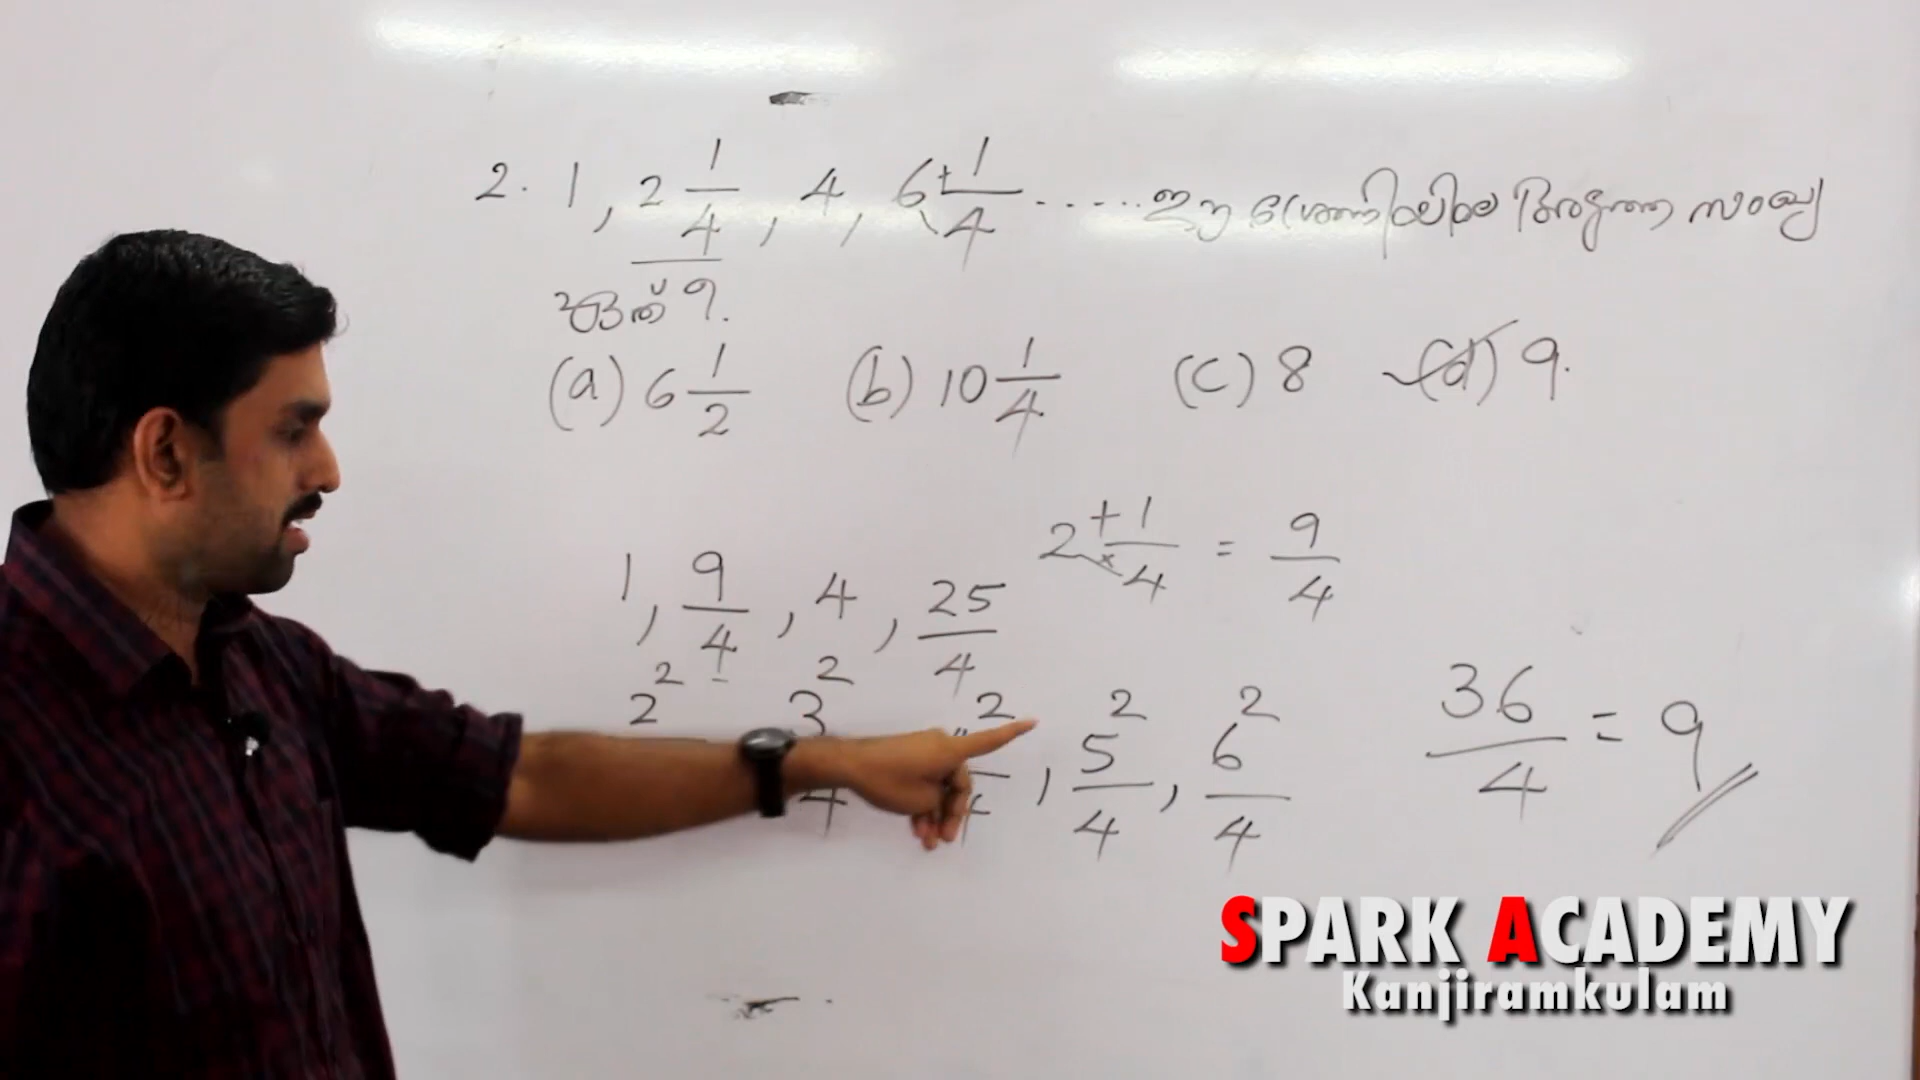 2. 1, 2 1/4, 4, 6 + 1/4 ...... ഈ ശ്രേണിയിലെ അടുത്ത സംഖ്യ
ഏത് ?.
(a) 6 1/2 (b) 10 1/4 (c) 8 (d) 9.
2 + 1/4 = 9/4
1, 9/4, 4, 25/4
2² 3²/4 ²/4, 5²/4, 6²/4
36/4 = 9
SPARK ACADEMY
Kanjiramkulam